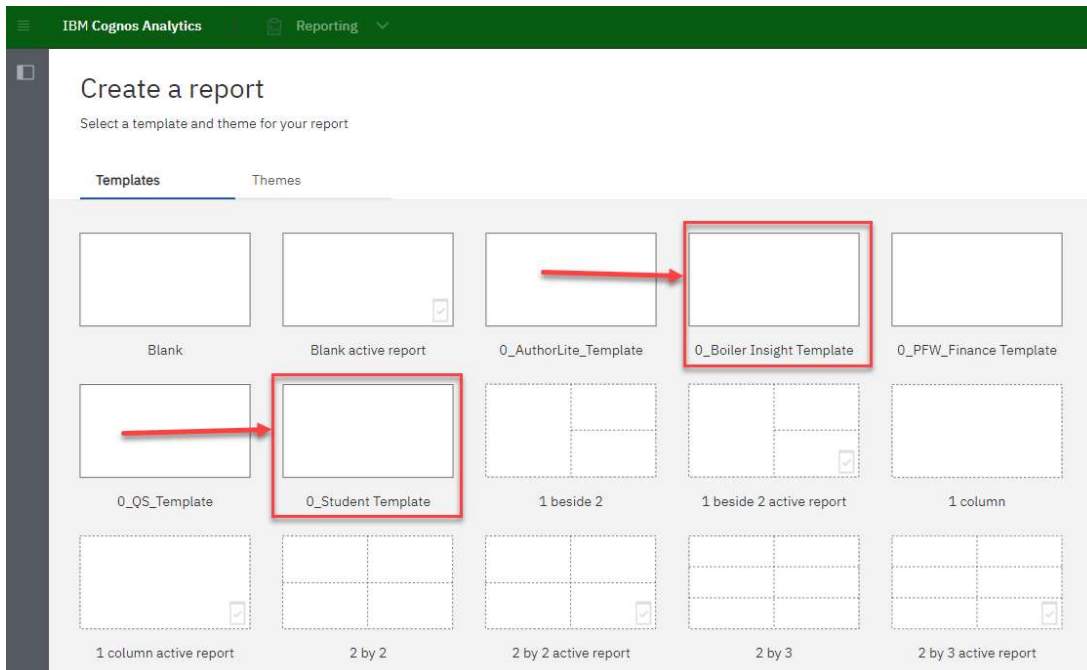 IBM Cognos Analytics Reporting
Create a report
Select a template and theme for your report
Templates Themes
Blank Blank active report 0_AuthorLite_Template 0_Boiler Insight Template 0_PFW_Finance Template
0_QS_Template 0_Student Template 1 beside 2 1 beside 2 active report 1 column
1 column active report 2 by 2 2 by 2 active report 2 by 3 2 by 3 active report